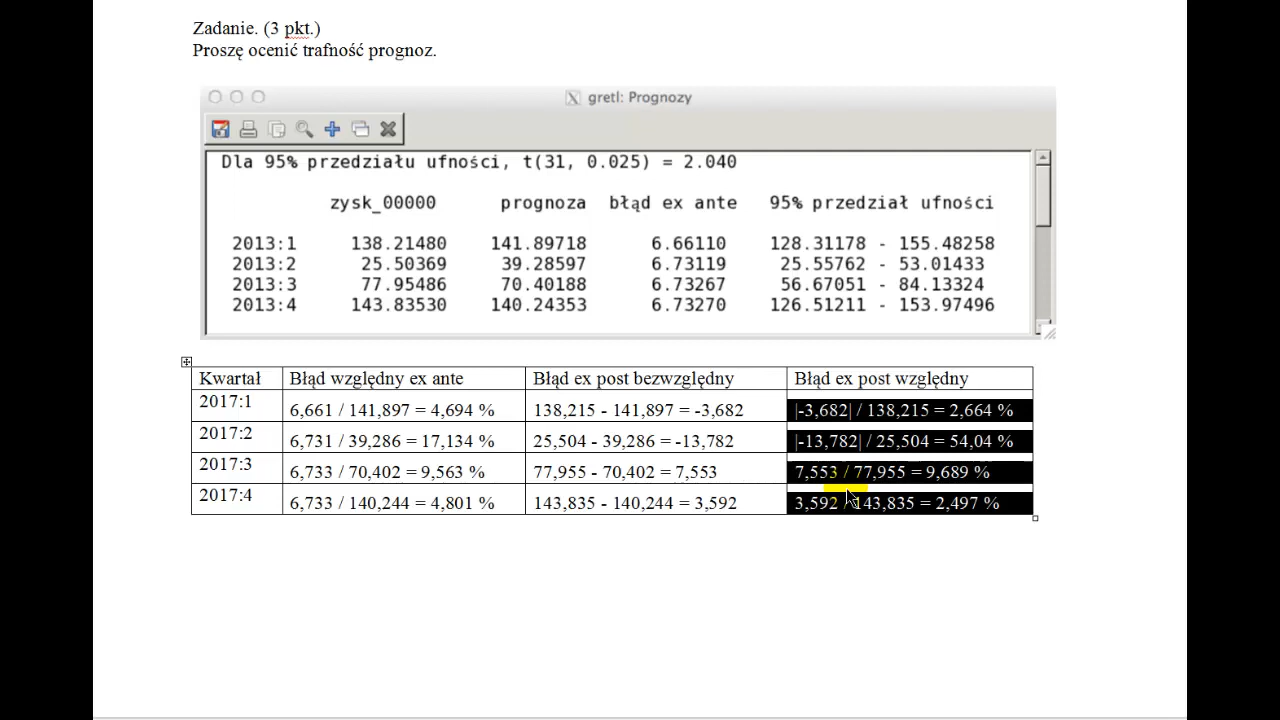 Zadanie. (3 pkt.)
Proszę ocenić trafność prognoz.
gretl: Prognozy
Dla 95% przedziału ufności, t(31, 0.025) = 2.040
zysk_00000 prognoza błąd ex ante 95% przedział ufności
2013:1 138.21480 141.89718 6.66110 128.31178 - 155.48258
2013:2 25.50369 39.28597 6.73119 25.55762 - 53.01433
2013:3 77.95486 70.40188 6.73267 56.67051 - 84.13324
2013:4 143.83530 140.24353 6.73270 126.51211 - 153.97496
Kwartał Błąd względny ex ante Błąd ex post bezwzględny Błąd ex post względny
2017:1 6,661 / 141,897 = 4,694 % 138,215 - 141,897 = -3,682 |-3,682| / 138,215 = 2,664 %
2017:2 6,731 / 39,286 = 17,134 % 25,504 - 39,286 = -13,782 |-13,782| / 25,504 = 54,04 %
2017:3 6,733 / 70,402 = 9,563 % 77,955 - 70,402 = 7,553 7,553 / 77,955 = 9,689 %
2017:4 6,733 / 140,244 = 4,801 % 143,835 - 140,244 = 3,592 3,592 / 143,835 = 2,497 %